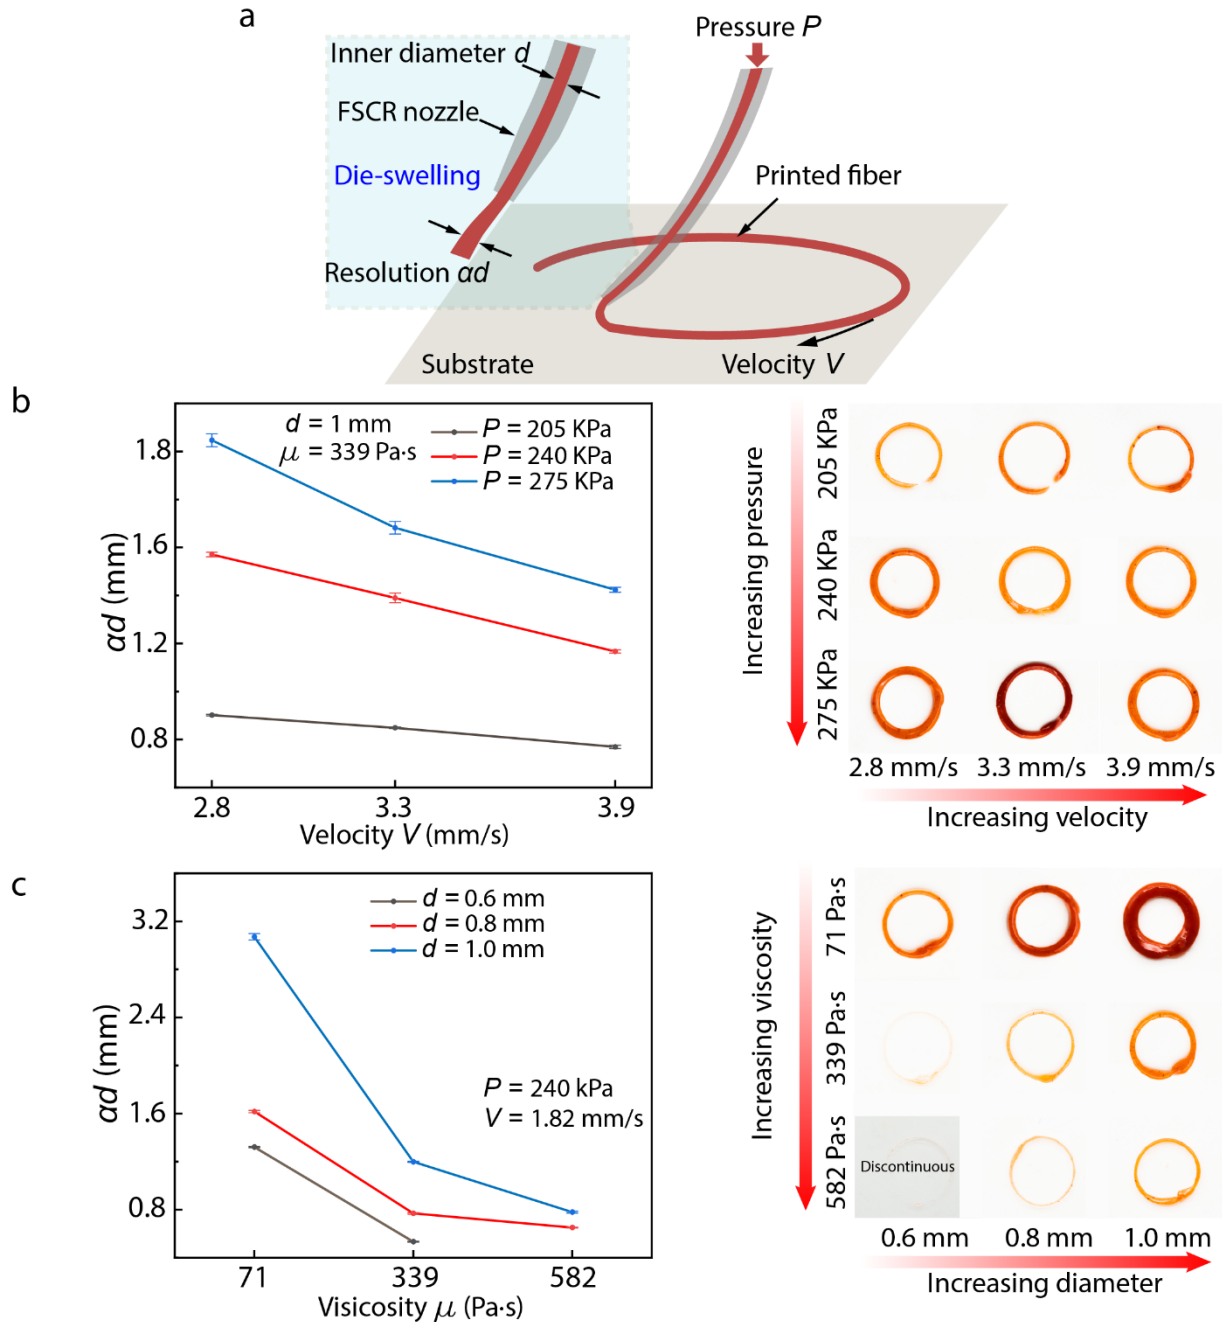 a
Pressure P
Inner diameter d
FSCR nozzle
Die-swelling
Printed fiber
Resolution αd
Substrate
Velocity V
b
d = 1 mm
μ = 339 Pa·s
P = 205 KPa
P = 240 KPa
P = 275 KPa
1.8
1.6
1.2
0.8
αd (mm)
2.8
3.3
3.9
Velocity V (mm/s)
Increasing pressure
205 KPa
240 KPa
275 KPa
2.8 mm/s
3.3 mm/s
3.9 mm/s
Increasing velocity
c
d = 0.6 mm
d = 0.8 mm
d = 1.0 mm
3.2
2.4
1.6
0.8
αd (mm)
P = 240 kPa
V = 1.82 mm/s
71
339
582
Visicosity μ (Pa·s)
Increasing viscosity
71 Pa·s
339 Pa·s
582 Pa·s
Discontinuous
0.6 mm
0.8 mm
1.0 mm
Increasing diameter